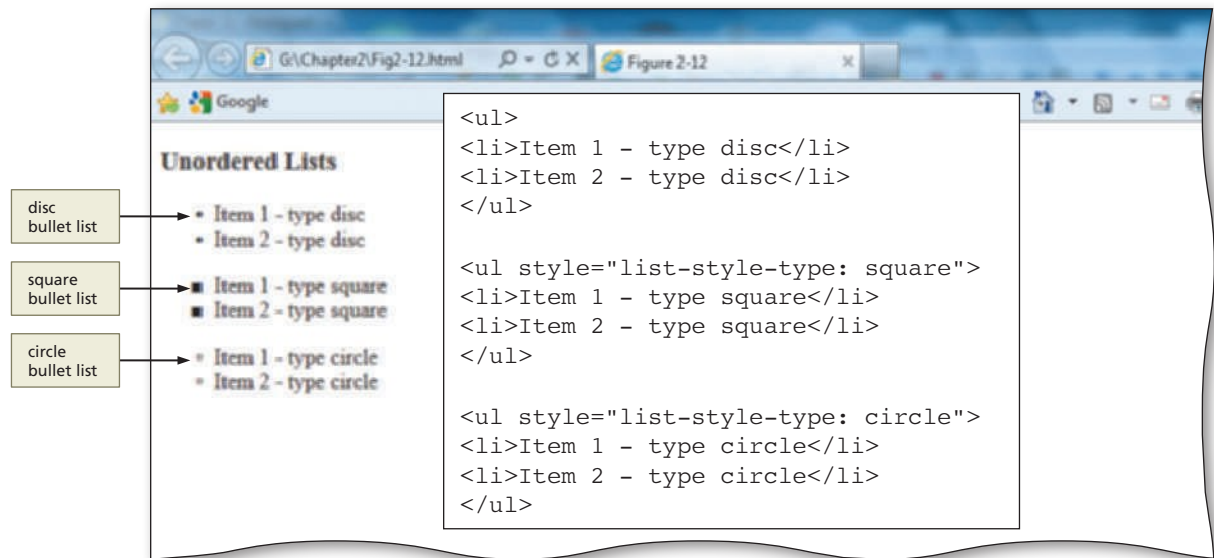 G:\Chapter2\Fig2-12.html
Figure 2-12
Google
Unordered Lists
disc
bullet list
Item 1 - type disc
Item 2 - type disc
square
bullet list
Item 1 - type square
Item 2 - type square
circle
bullet list
Item 1 - type circle
Item 2 - type circle
<ul>
<li>Item 1 - type disc</li>
<li>Item 2 - type disc</li>
</ul>
<ul style="list-style-type: square">
<li>Item 1 - type square</li>
<li>Item 2 - type square</li>
</ul>
<ul style="list-style-type: circle">
<li>Item 1 - type circle</li>
<li>Item 2 - type circle</li>
</ul>